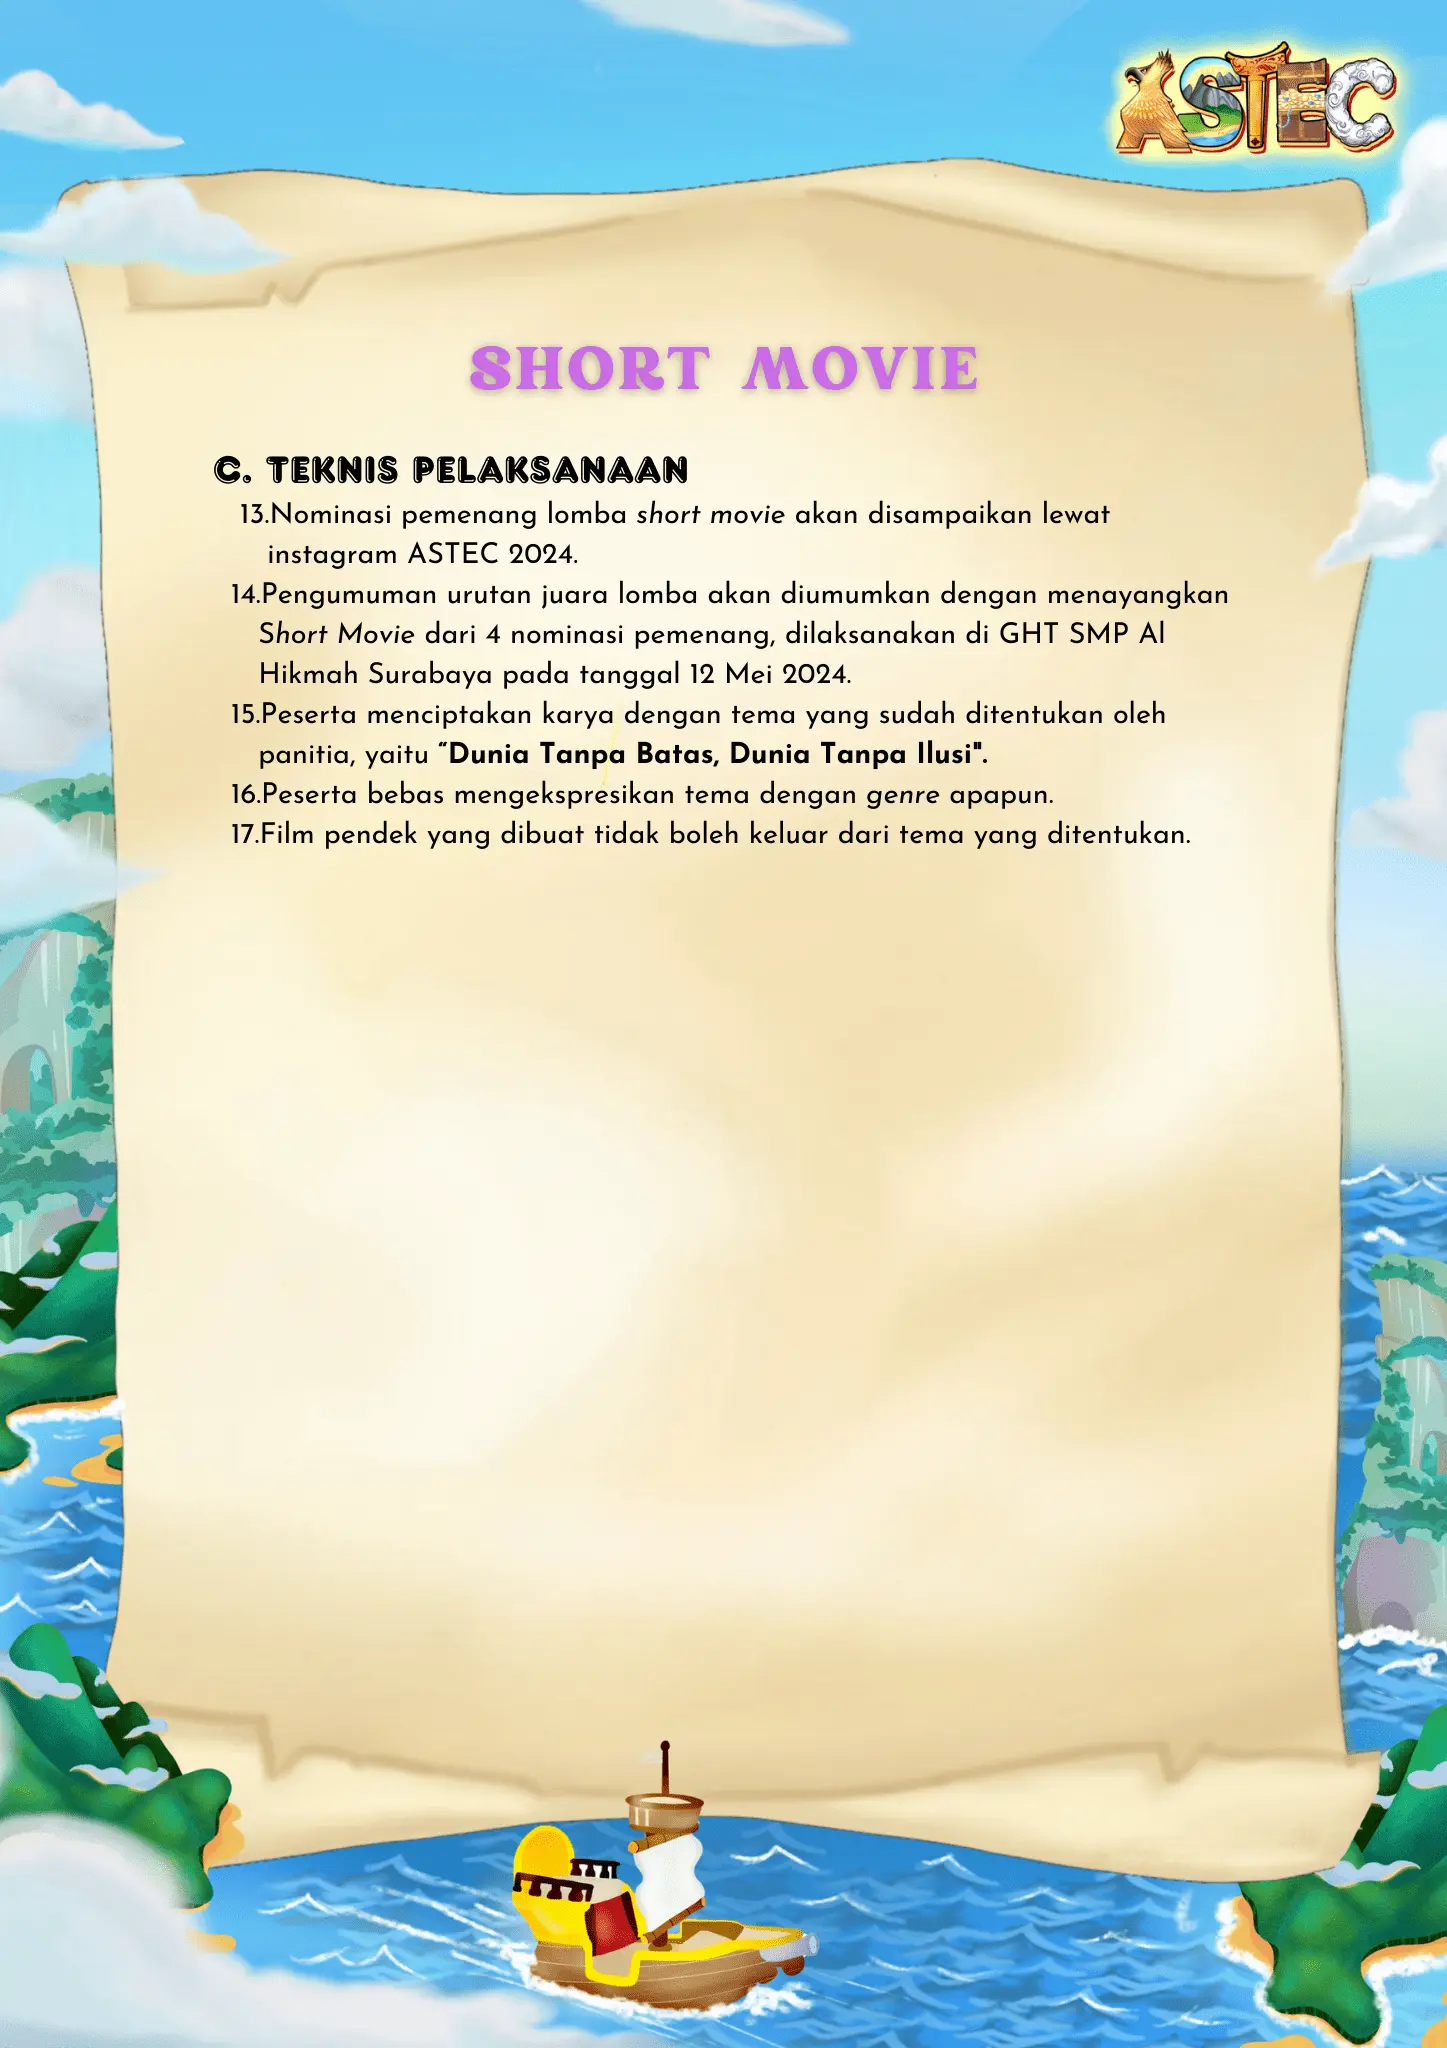 ASTEC
SHORT MOVIE
C. TEKNIS PELAKSANAAN
13.Nominasi pemenang lomba short movie akan disampaikan lewat
instagram ASTEC 2024.
14.Pengumuman urutan juara lomba akan diumumkan dengan menayangkan
Short Movie dari 4 nominasi pemenang, dilaksanakan di GHT SMP Al
Hikmah Surabaya pada tanggal 12 Mei 2024.
15.Peserta menciptakan karya dengan tema yang sudah ditentukan oleh
panitia, yaitu “Dunia Tanpa Batas, Dunia Tanpa Ilusi".
16.Peserta bebas mengekspresikan tema dengan genre apapun.
17.Film pendek yang dibuat tidak boleh keluar dari tema yang ditentukan.